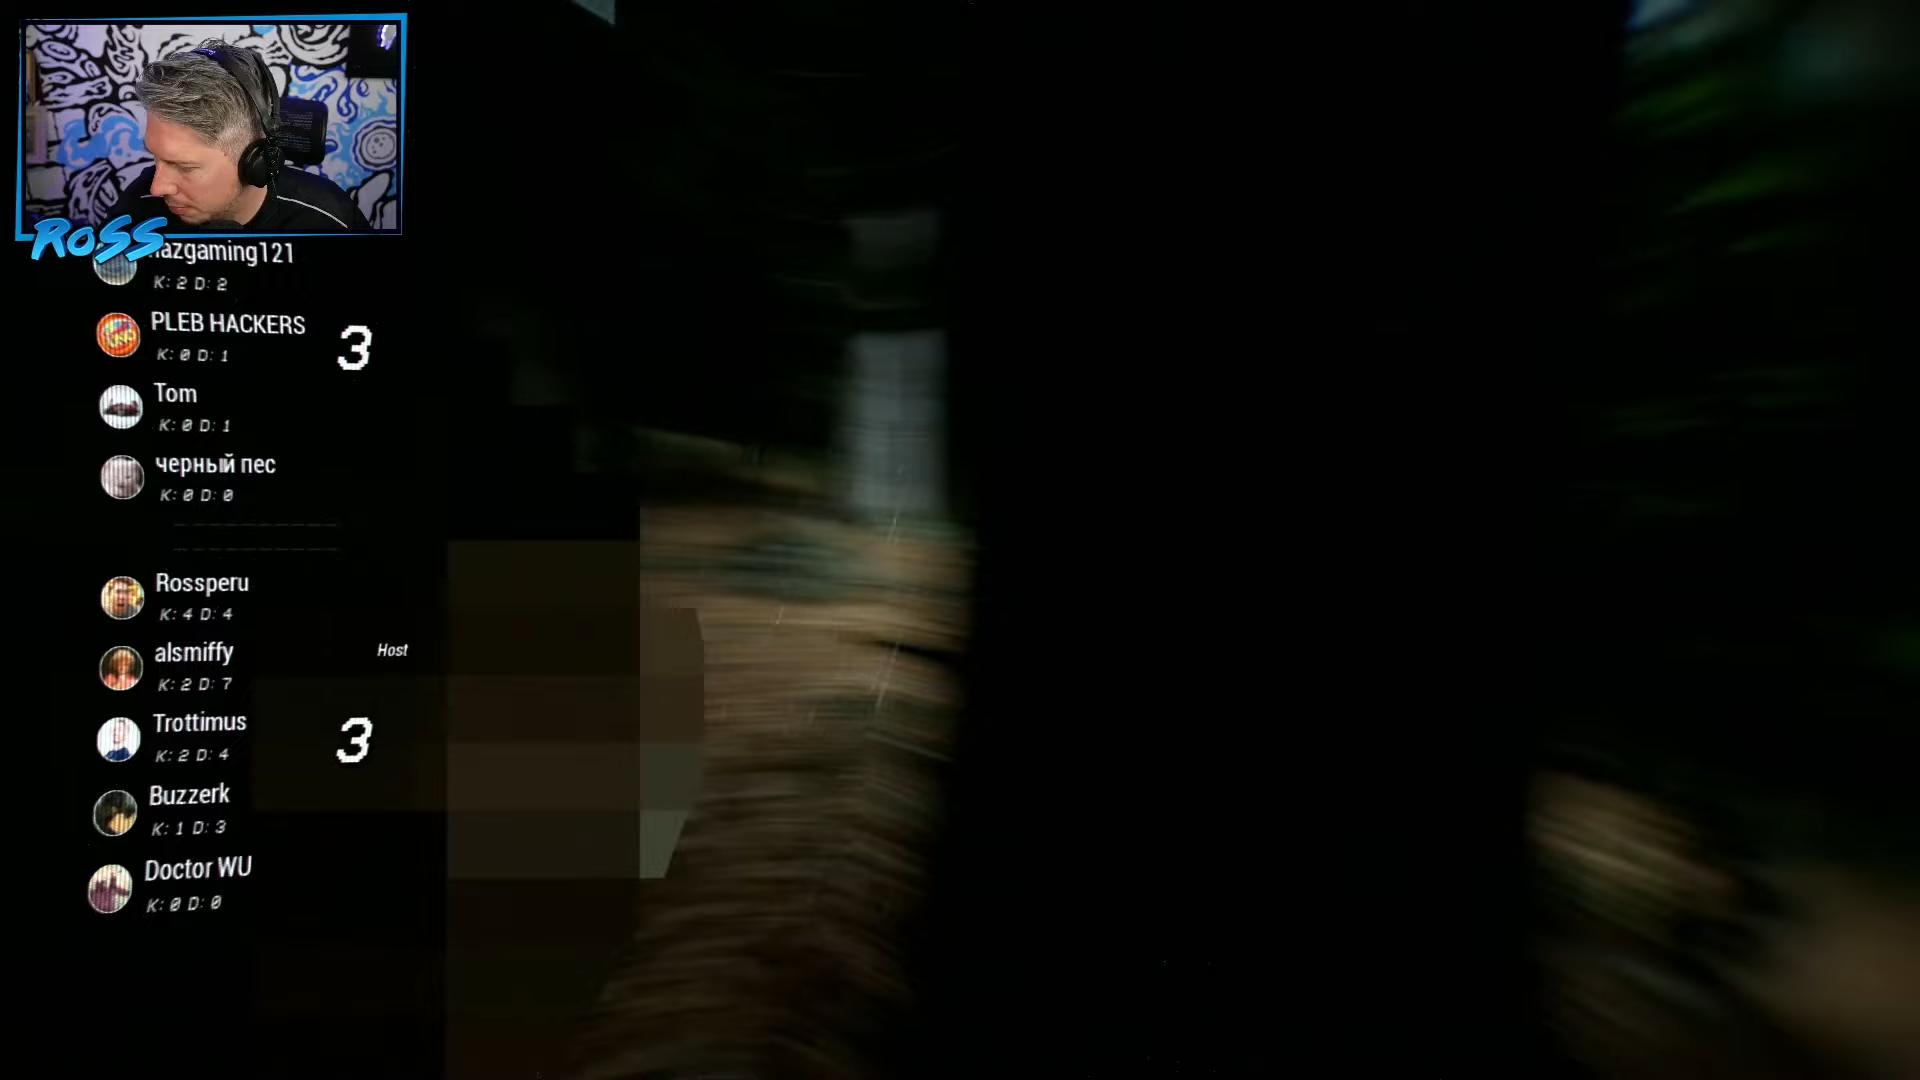 ROSS
azgaming121
K: 2 D: 2
PLEB HACKERS
K: 0 D: 1
3
Tom
K: 0 D: 1
черный пес
K: 0 D: 0
Rossperu
K: 4 D: 4
alsmiffy
Host
K: 2 D: 7
Trottimus
K: 2 D: 4
3
Buzzerk
K: 1 D: 3
Doctor WU
K: 0 D: 0